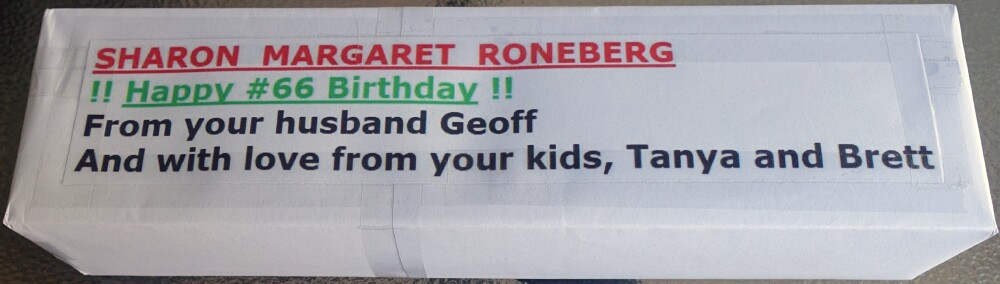 SHARON MARGARET RONEBERG
!! Happy #66 Birthday !!
From your husband Geoff
And with love from your kids, Tanya and Brett